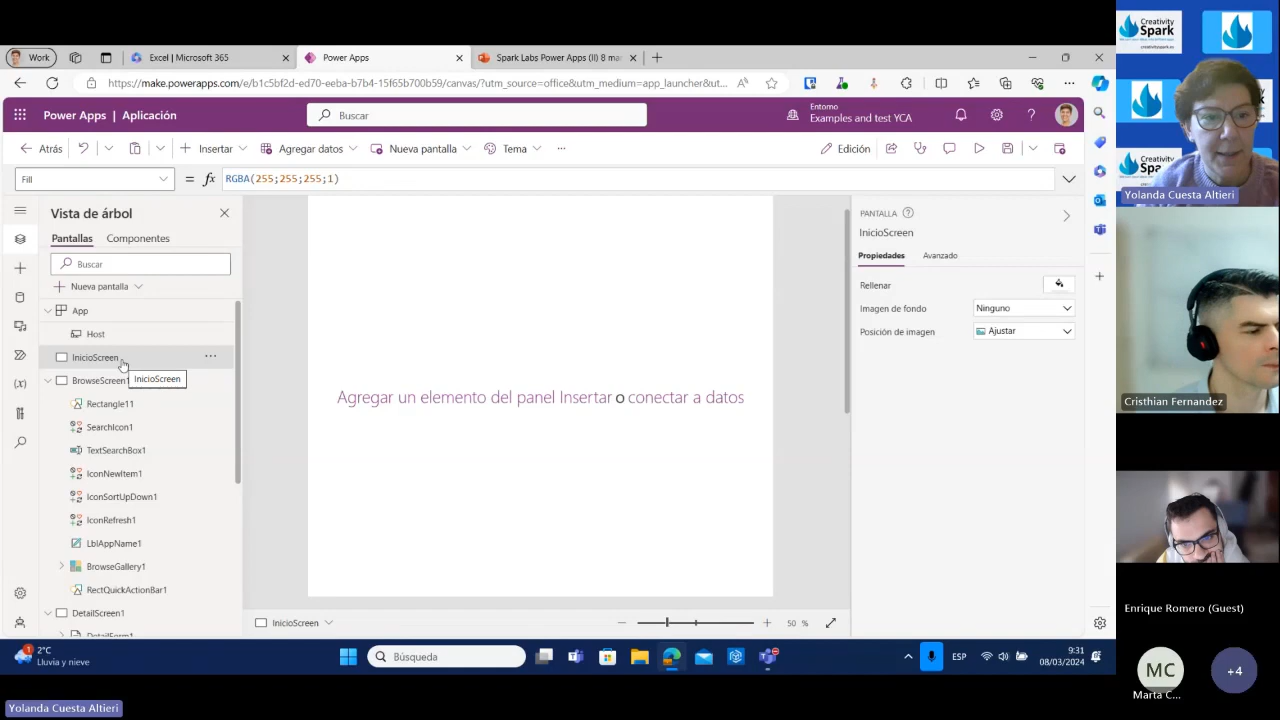 Work
Excel | Microsoft 365
Power Apps
Spark Labs Power Apps (II) 8 ma
https://make.powerapps.com/e/b1c5bf2d-ed70-eeba-b7b4-15f65b700b59/canvas/?utm_source=office&utm_medium=app_launcher&ut...
Power Apps | Aplicación
Buscar
Entorno
Examples and test YCA
Atrás
Insertar
Agregar datos
Nueva pantalla
Tema
Edición
Fill
= fx
RGBA(255;255;255;1)
Vista de árbol
Pantallas
Componentes
Buscar
Nueva pantalla
App
Host
InicioScreen
InicioScreen
BrowseScreen1
Rectangle11
SearchIcon1
TextSearchBox1
IconNewItem1
IconSortUpDown1
IconRefresh1
LblAppName1
BrowseGallery1
RectQuickActionBar1
DetailScreen1
DetailForm1
Agregar un elemento del panel Insertar o conectar a datos
InicioScreen
50 %
PANTALLA
InicioScreen
Propiedades
Avanzado
Rellenar
Imagen de fondo
Ninguno
Posición de imagen
Ajustar
1
2°C
Lluvia y nieve
Búsqueda
ESP
9:31
08/03/2024
Creativity
Spark
Creativity
Spark
Yolanda Cuesta Altieri
Cristhian Fernandez
Enrique Romero (Guest)
MC
Marta C...
+4
Yolanda Cuesta Altieri